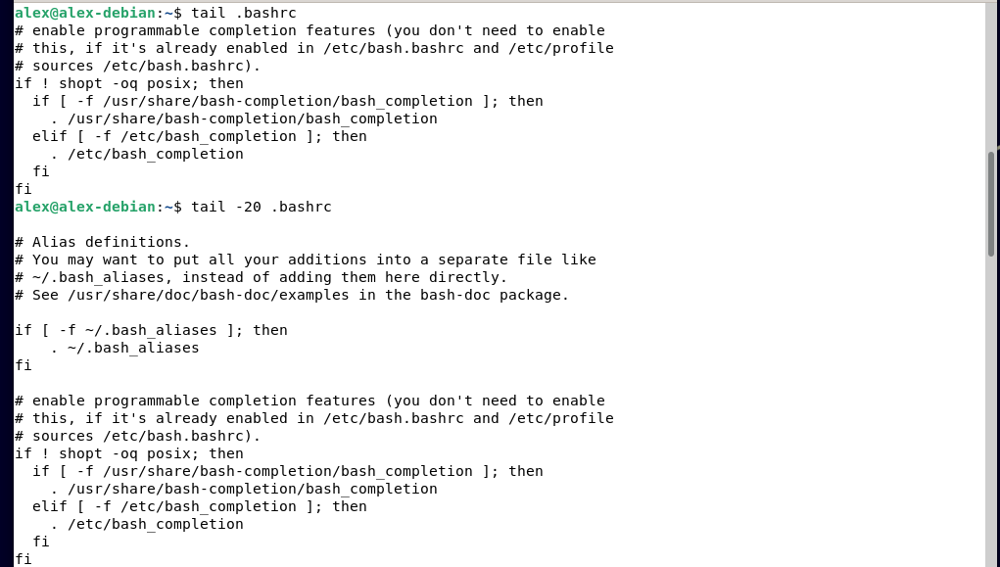 alex@alex-debian:~$ tail .bashrc
# enable programmable completion features (you don't need to enable
# this, if it's already enabled in /etc/bash.bashrc and /etc/profile
# sources /etc/bash.bashrc).
if ! shopt -oq posix; then
  if [ -f /usr/share/bash-completion/bash_completion ]; then
    . /usr/share/bash-completion/bash_completion
  elif [ -f /etc/bash_completion ]; then
    . /etc/bash_completion
  fi
fi
alex@alex-debian:~$ tail -20 .bashrc

# Alias definitions.
# You may want to put all your additions into a separate file like
# ~/.bash_aliases, instead of adding them here directly.
# See /usr/share/doc/bash-doc/examples in the bash-doc package.

if [ -f ~/.bash_aliases ]; then
    . ~/.bash_aliases
fi

# enable programmable completion features (you don't need to enable
# this, if it's already enabled in /etc/bash.bashrc and /etc/profile
# sources /etc/bash.bashrc).
if ! shopt -oq posix; then
  if [ -f /usr/share/bash-completion/bash_completion ]; then
    . /usr/share/bash-completion/bash_completion
  elif [ -f /etc/bash_completion ]; then
    . /etc/bash_completion
  fi
fi